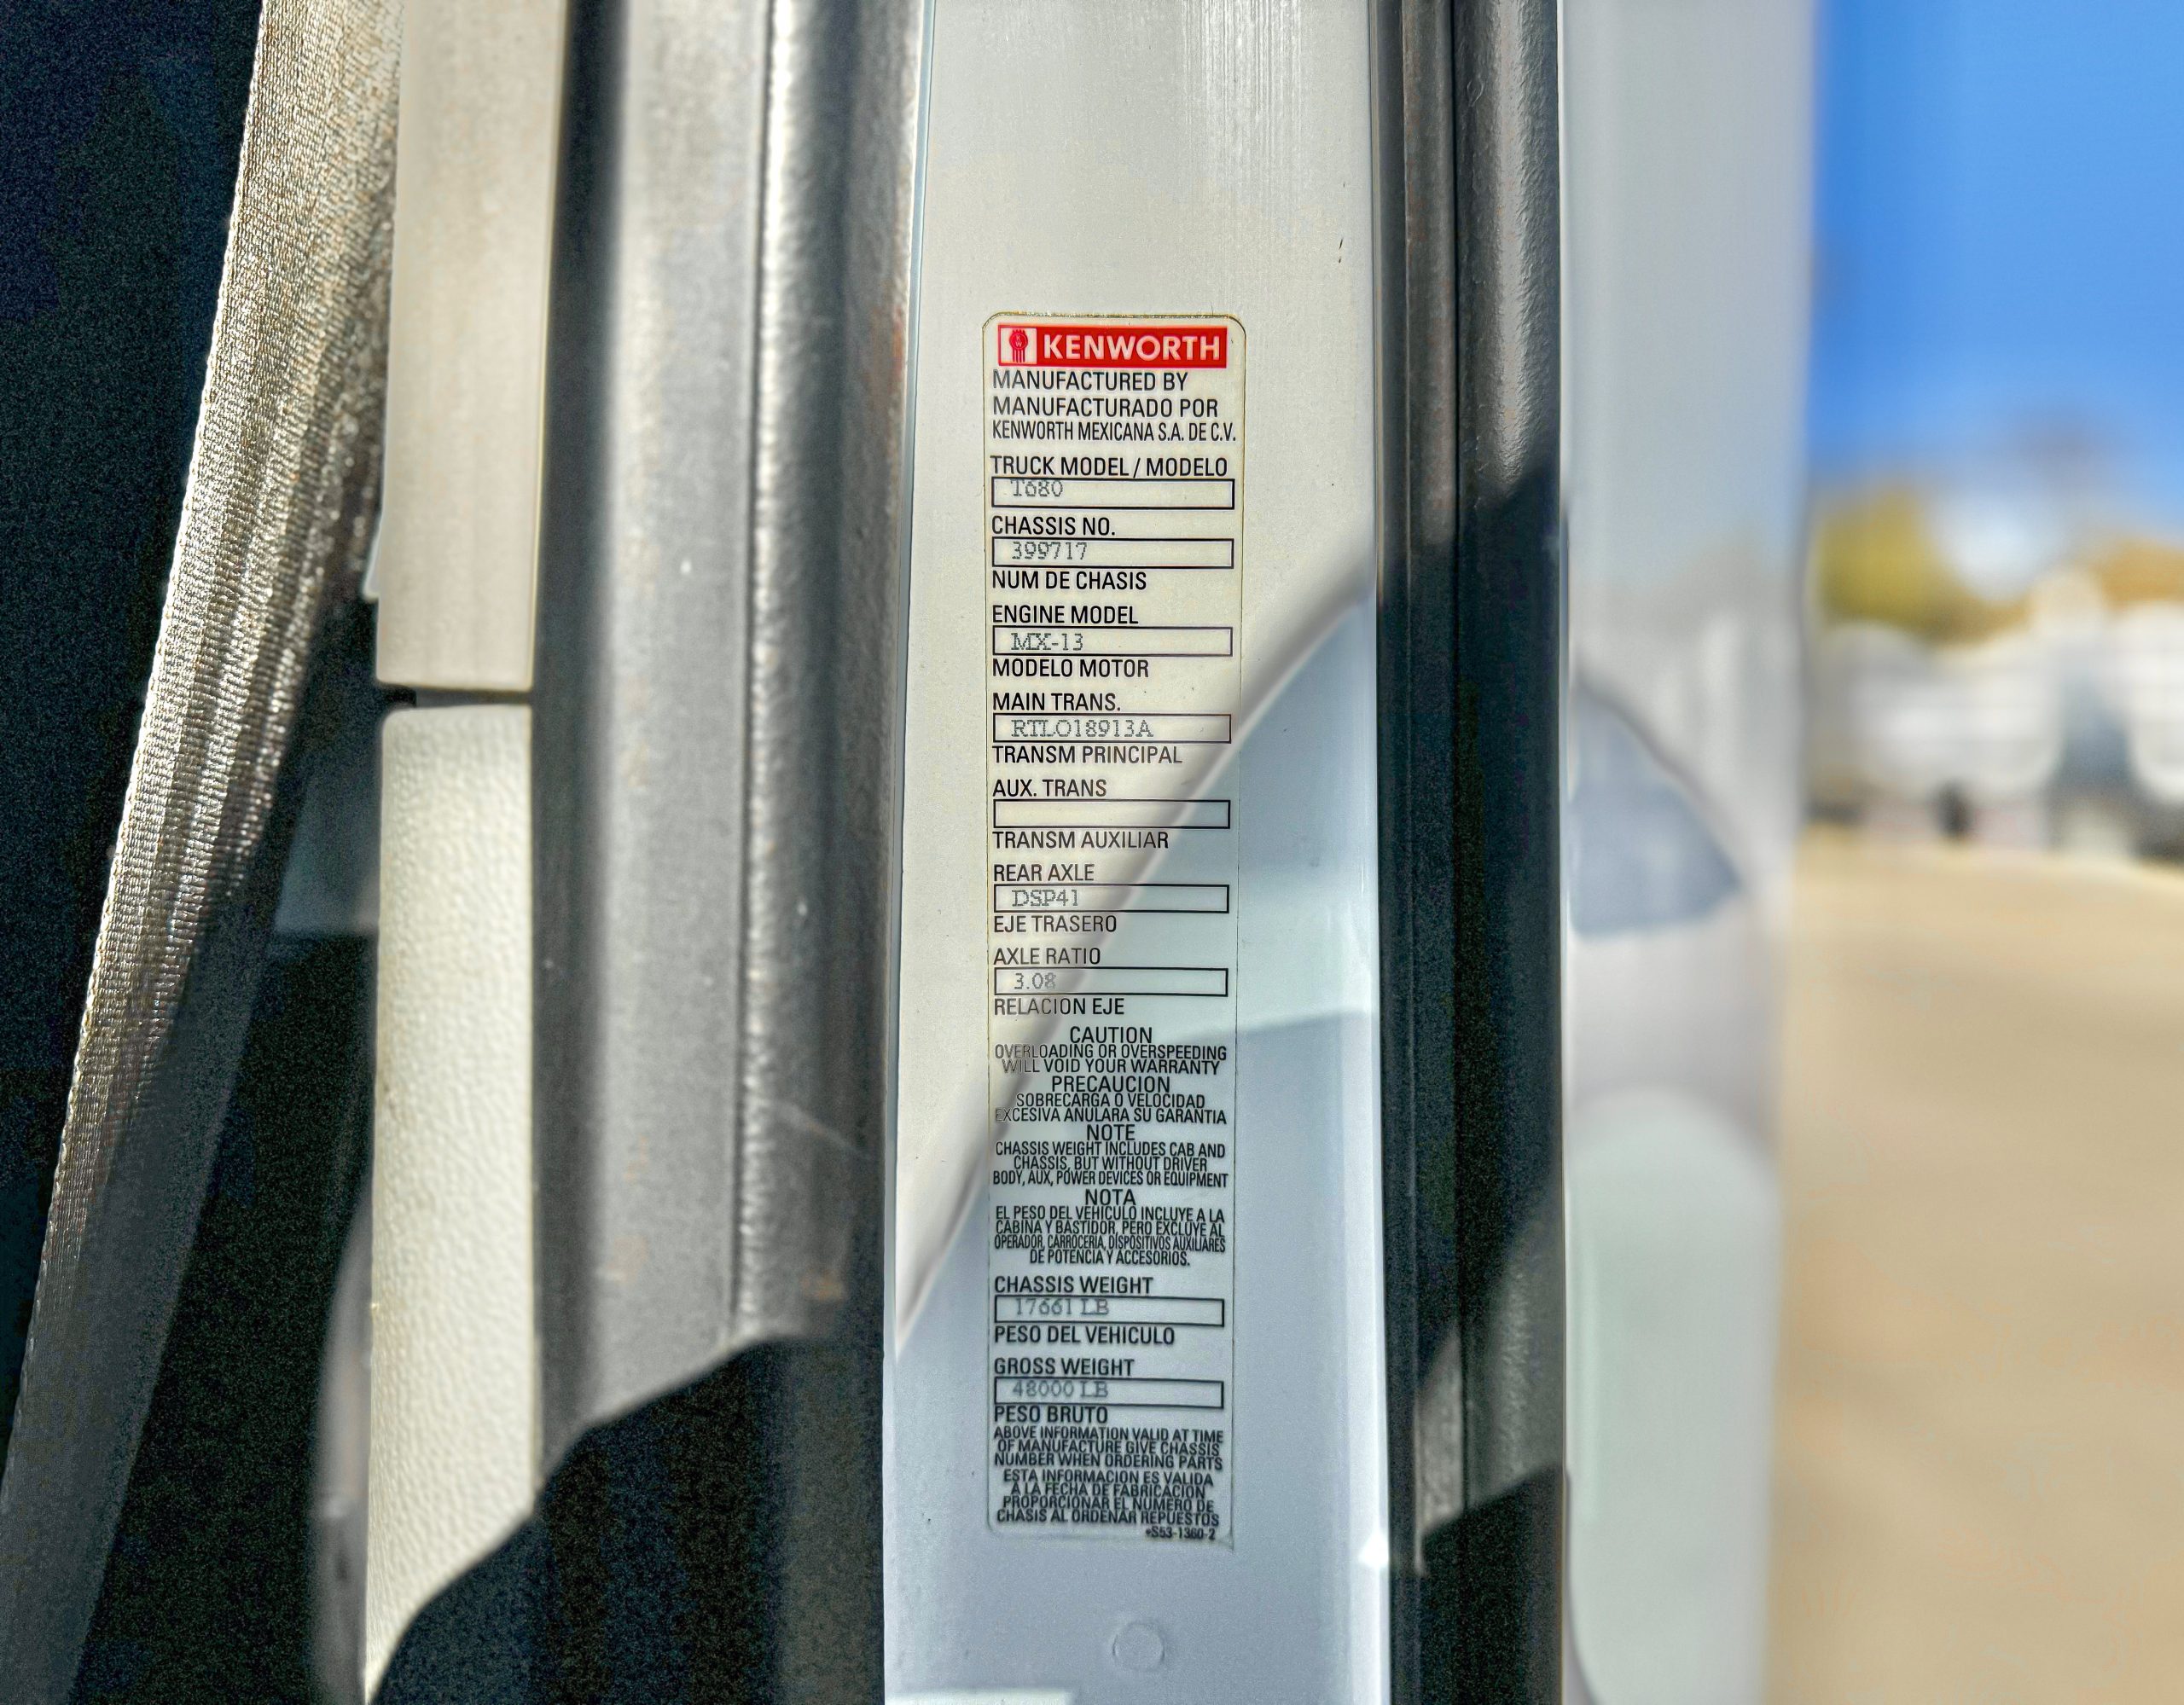 KENWORTH
MANUFACTURED BY
MANUFACTURADO POR
KENWORTH MEXICANA S.A. DE C.V.
TRUCK MODEL / MODELO
T680
CHASSIS NO.
399717
NUM DE CHASIS
ENGINE MODEL
MX-13
MODELO MOTOR
MAIN TRANS.
RTLO18913A
TRANSM PRINCIPAL
AUX. TRANS
TRANSM AUXILIAR
REAR AXLE
DSP41
EJE TRASERO
AXLE RATIO
3.08
RELACION EJE
CAUTION
OVERLOADING OR OVERSPEEDING
WILL VOID YOUR WARRANTY
PRECAUCION
SOBRECARGA O VELOCIDAD
EXCESIVA ANULARA SU GARANTIA
NOTE
CHASSIS WEIGHT INCLUDES CAB AND
CHASSIS, BUT WITHOUT DRIVER
BODY, AUX, POWER DEVICES OR EQUIPMENT
NOTA
EL PESO DEL VEHICULO INCLUYE A LA
CABINA Y BASTIDOR, PERO EXCLUYE AL
OPERADOR, CARROCERIA, DISPOSITIVOS AUXILIARES
DE POTENCIA Y ACCESORIOS.
CHASSIS WEIGHT
17661 LB
PESO DEL VEHICULO
GROSS WEIGHT
48000 LB
PESO BRUTO
ABOVE INFORMATION VALID AT TIME
OF MANUFACTURE GIVE CHASSIS
NUMBER WHEN ORDERING PARTS
ESTA INFORMACION ES VALIDA
A LA FECHA DE FABRICACION
PROPORCIONAR EL NUMERO DE
CHASIS AL ORDENAR REPUESTOS
•S53-1360-2